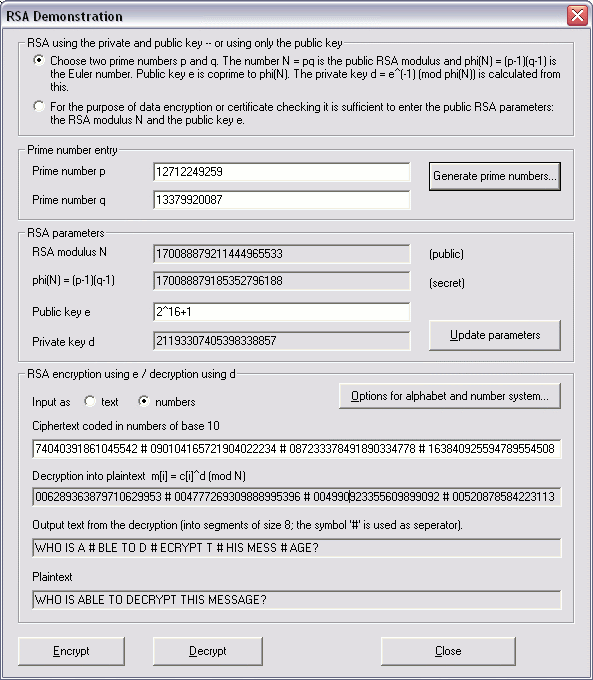 RSA Demonstration
RSA using the private and public key -- or using only the public key
Choose two prime numbers p and q. The number N = pq is the public RSA modulus and phi(N) = (p-1)(q-1) is
the Euler number. Public key e is coprime to phi(N). The private key d = e^(-1) (mod phi(N)) is calculated from
this.
For the purpose of data encryption or certificate checking it is sufficient to enter the public RSA parameters:
the RSA modulus N and the public key e.
Prime number entry
Prime number p 12712249259 Generate prime numbers...
Prime number q 13379920087
RSA parameters
RSA modulus N 170088879211444965533 (public)
phi(N) = (p-1)(q-1) 170088879185352796188 (secret)
Public key e 2^16+1
Private key d 21193307405398338857 Update parameters
RSA encryption using e / decryption using d
Input as text numbers Options for alphabet and number system...
Ciphertext coded in numbers of base 10
74040391861045542 # 090104165721904022234 # 087233378491890334778 # 163840925594789554508
Decryption into plaintext m[i] = c[i]^d (mod N)
006289363879710629953 # 004777269309888995396 # 004990923355609899092 # 00520878584223113
Output text from the decryption (into segments of size 8; the symbol '#' is used as seperator).
WHO IS A # BLE TO D # ECRYPT T # HIS MESS # AGE?
Plaintext
WHO IS ABLE TO DECRYPT THIS MESSAGE?
Encrypt Decrypt Close